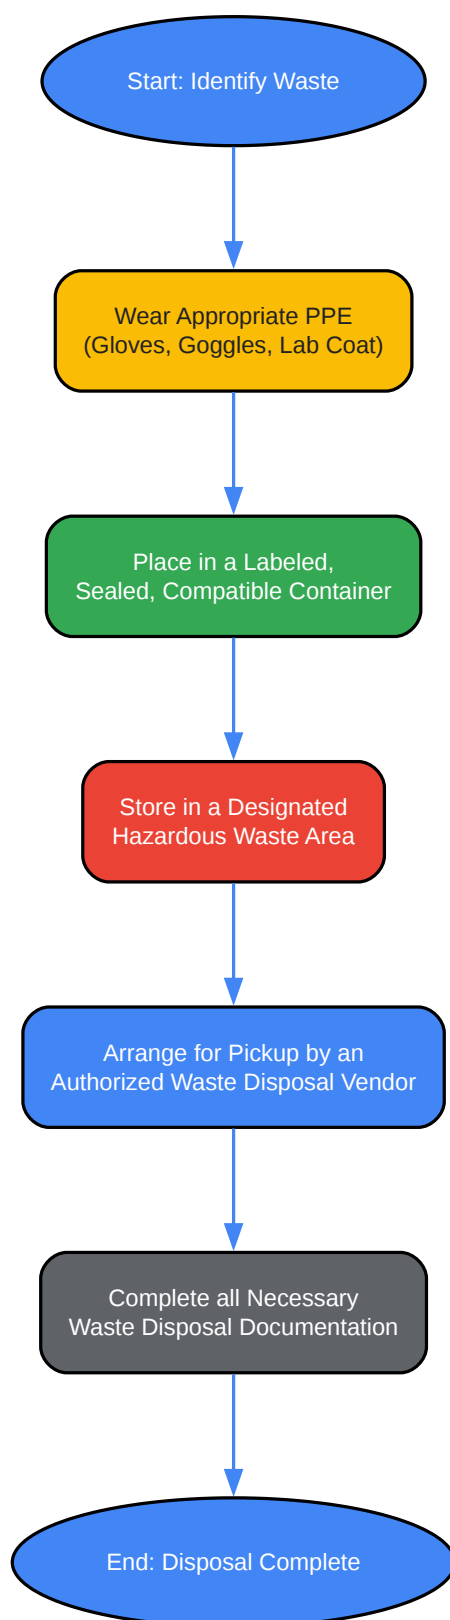 Start: Identify Waste
Wear Appropriate PPE
(Gloves, Goggles, Lab Coat)
Place in a Labeled,
Sealed, Compatible Container
Store in a Designated
Hazardous Waste Area
Arrange for Pickup by an
Authorized Waste Disposal Vendor
Complete all Necessary
Waste Disposal Documentation
End: Disposal Complete